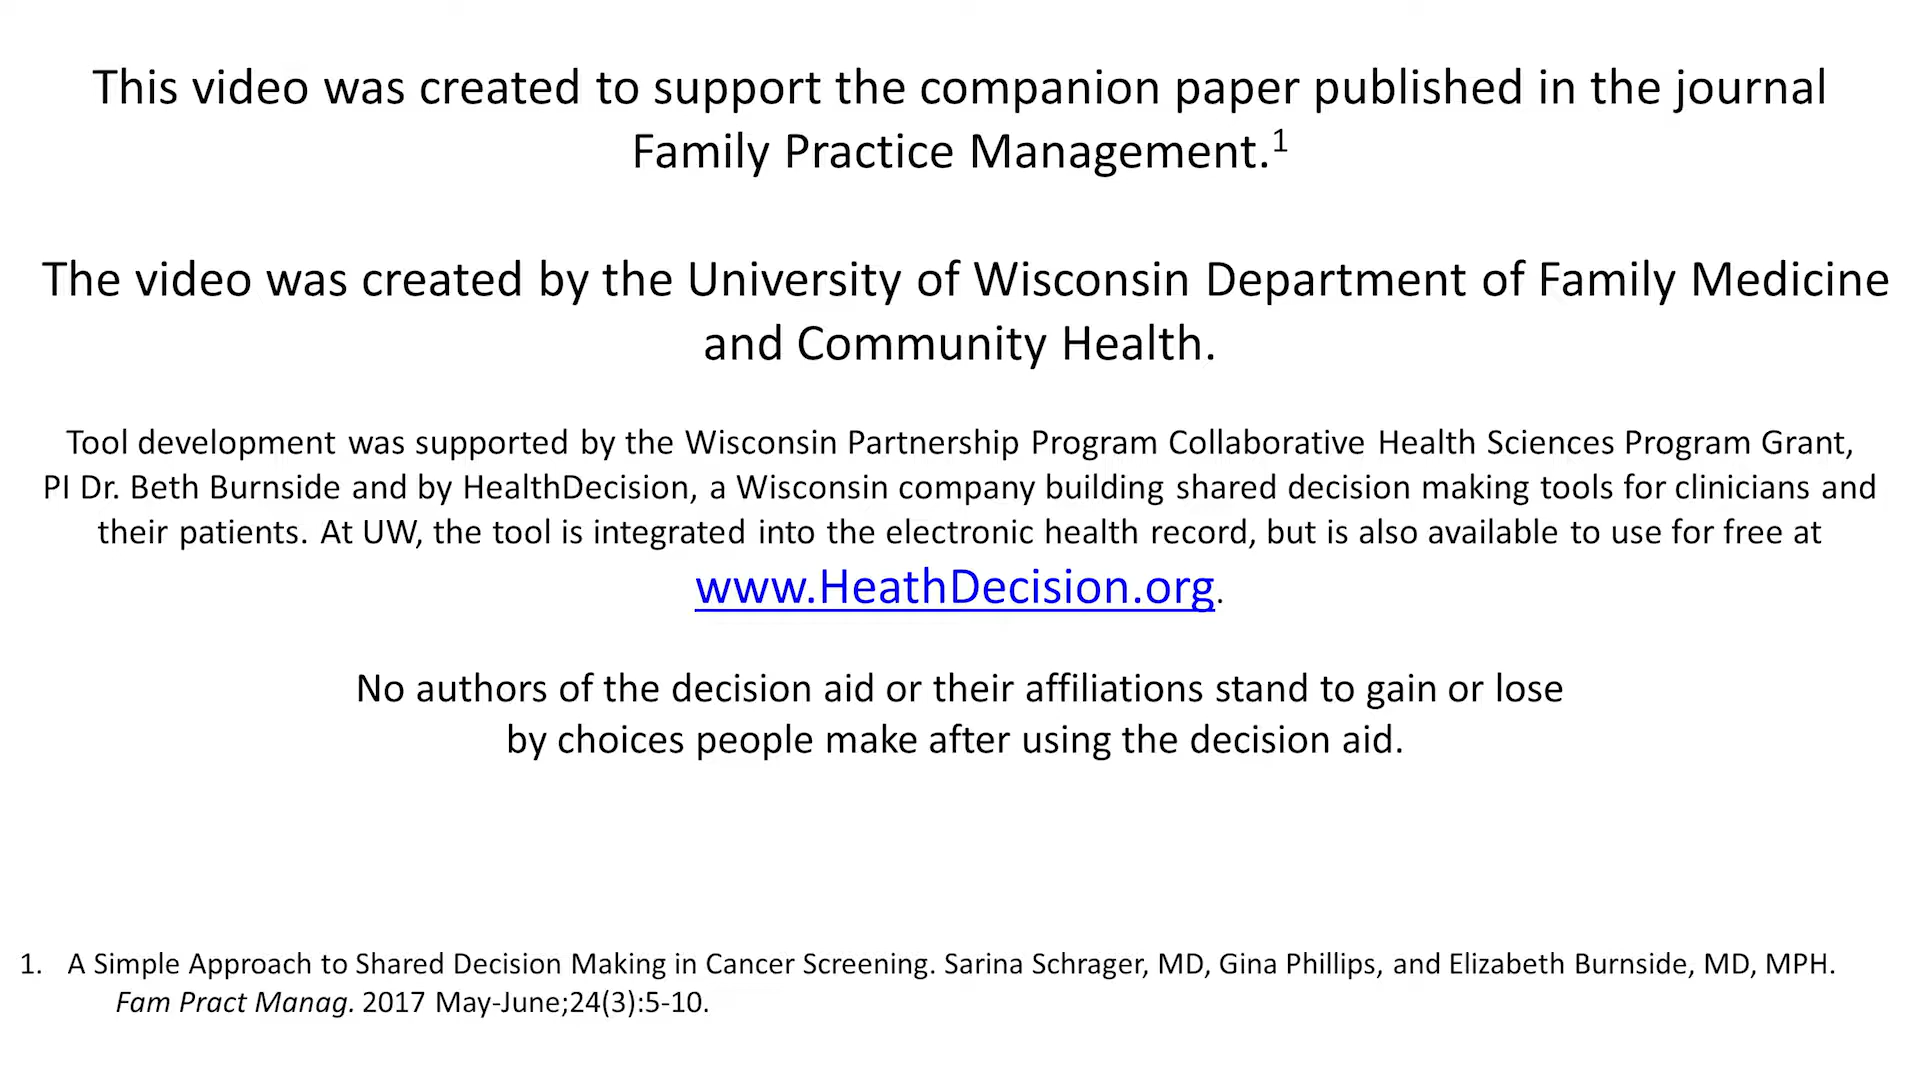 This video was created to support the companion paper published in the journal
Family Practice Management.1
The video was created by the University of Wisconsin Department of Family Medicine
and Community Health.
Tool development was supported by the Wisconsin Partnership Program Collaborative Health Sciences Program Grant,
PI Dr. Beth Burnside and by HealthDecision, a Wisconsin company building shared decision making tools for clinicians and
their patients. At UW, the tool is integrated into the electronic health record, but is also available to use for free at
www.HeathDecision.org.
No authors of the decision aid or their affiliations stand to gain or lose
by choices people make after using the decision aid.
1. A Simple Approach to Shared Decision Making in Cancer Screening. Sarina Schrager, MD, Gina Phillips, and Elizabeth Burnside, MD, MPH.
Fam Pract Manag. 2017 May-June;24(3):5-10.